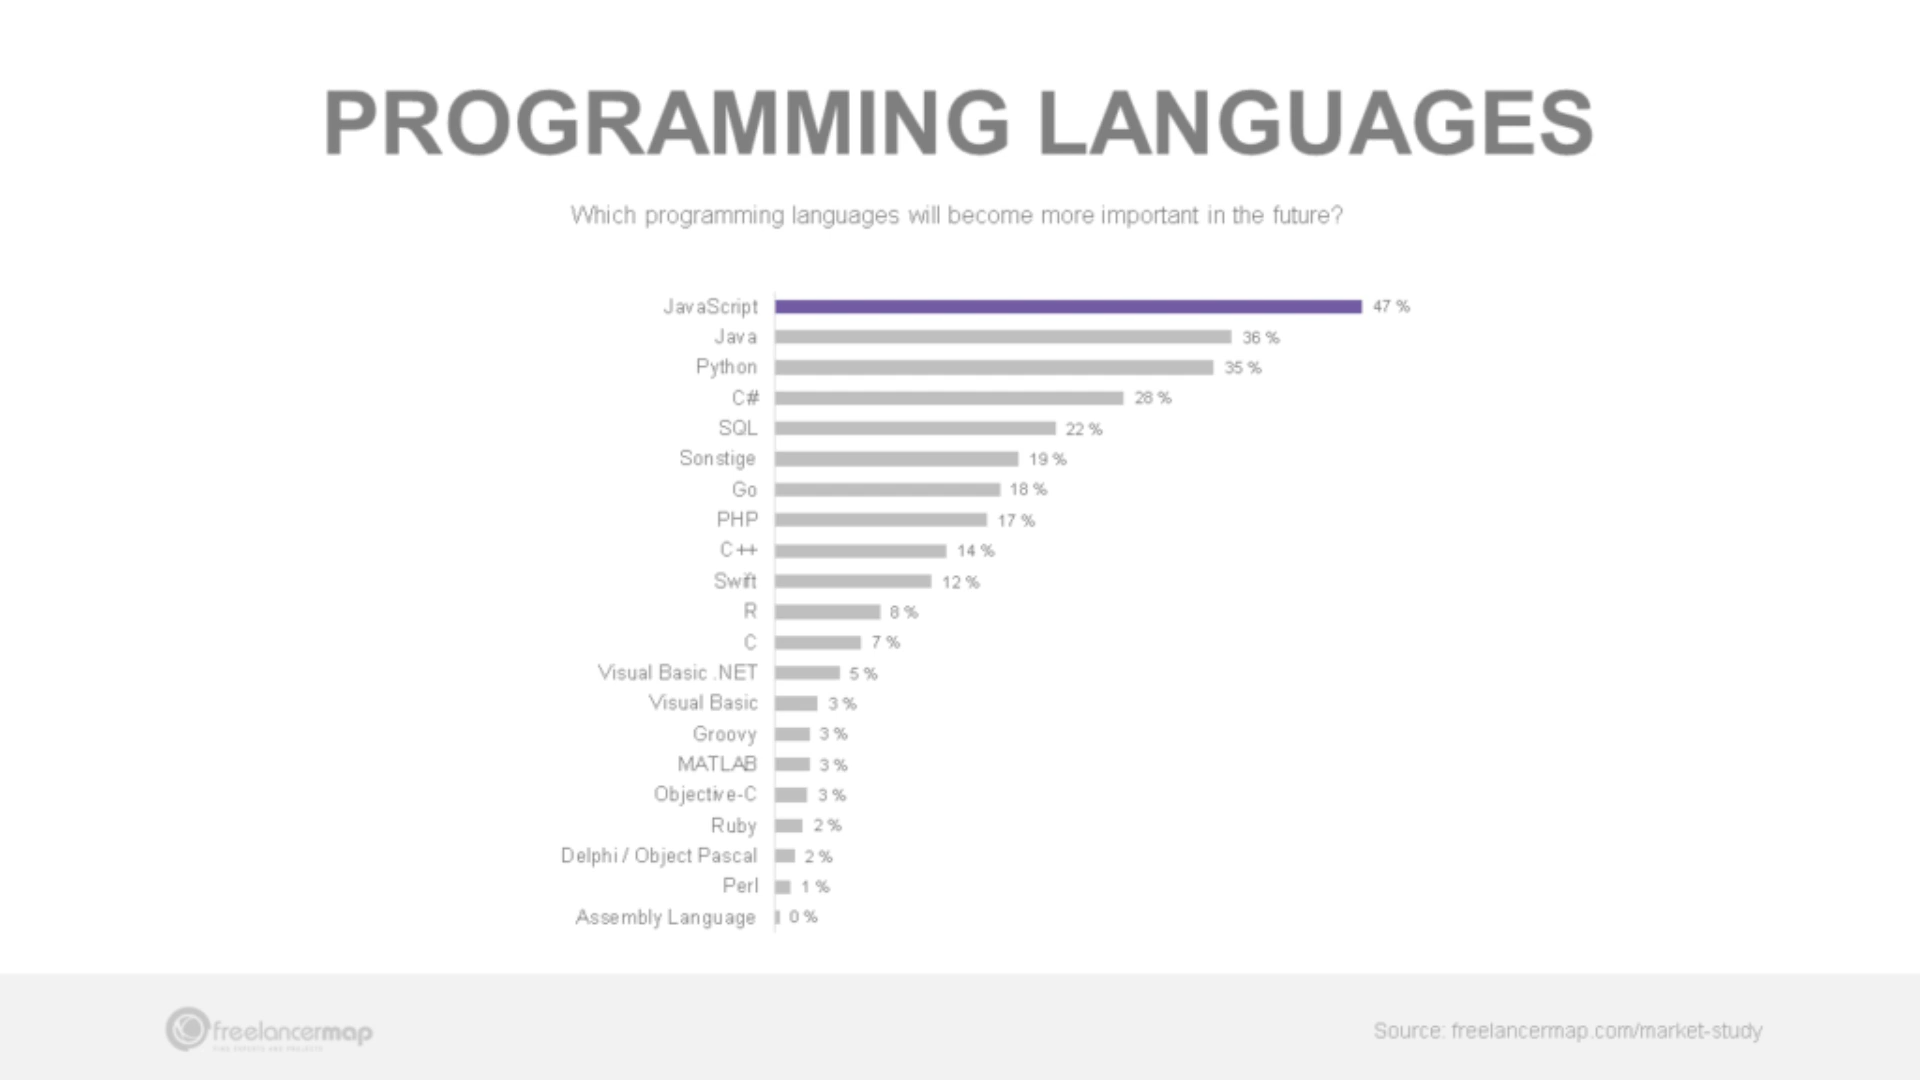 PROGRAMMING LANGUAGES
Which programming languages will become more important in the future?
JavaScript 47 %
Java 36 %
Python 35 %
C# 28 %
SQL 22 %
Sonstige 19 %
Go 18 %
PHP 17 %
C++ 14 %
Swift 12 %
R 8 %
C 7 %
Visual Basic .NET 5 %
Visual Basic 3 %
Groovy 3 %
MATLAB 3 %
Objective-C 3 %
Ruby 2 %
Delphi / Object Pascal 2 %
Perl 1 %
Assembly Language 0 %
freelancermap
Source: freelancermap.com/market-study